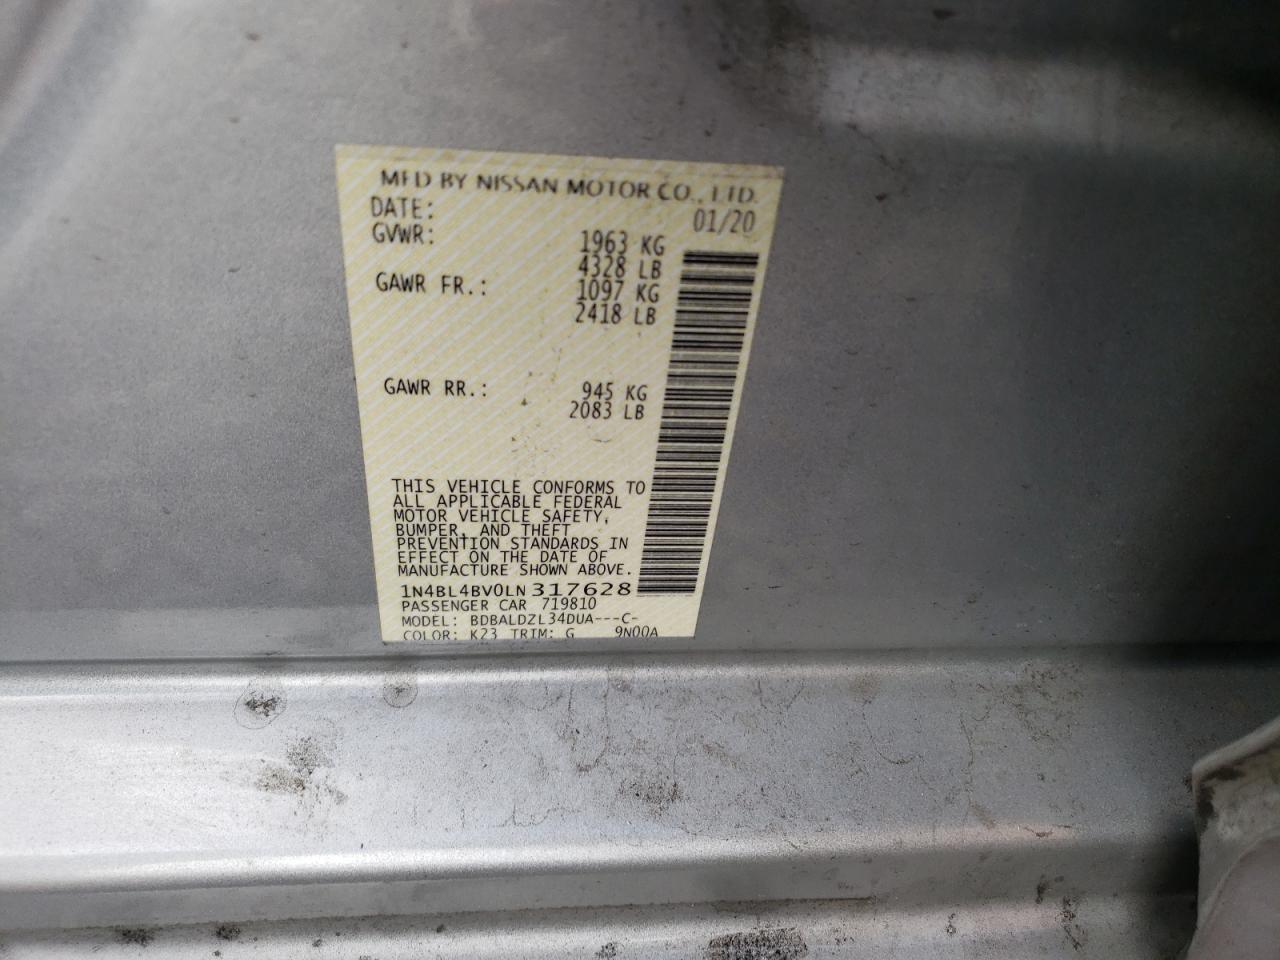 MFD BY NISSAN MOTOR CO., LTD.
DATE: 01/20
GVWR: 1963 KG
4328 LB
GAWR FR.: 1097 KG
2418 LB
GAWR RR.: 945 KG
2083 LB
THIS VEHICLE CONFORMS TO
ALL APPLICABLE FEDERAL
MOTOR VEHICLE SAFETY,
BUMPER, AND THEFT
PREVENTION STANDARDS IN
EFFECT ON THE DATE OF
MANUFACTURE SHOWN ABOVE.
1N4BL4BV0LN317628
PASSENGER CAR 719810
MODEL: BDBALDZL34DUA---C-
COLOR: K23 TRIM: G 9N00A